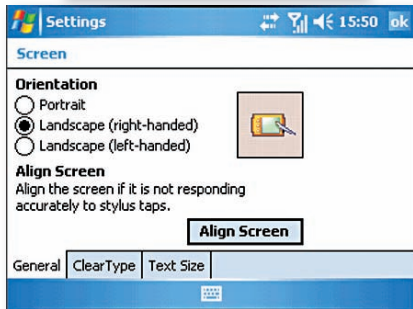 Settings 15:50 ok
Screen
Orientation
Portrait
Landscape (right-handed)
Landscape (left-handed)
Align Screen
Align the screen if it is not responding
accurately to stylus taps.
Align Screen
General ClearType Text Size